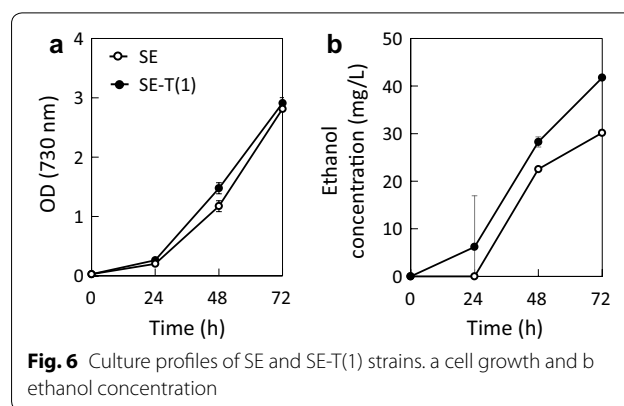 a
4
3
2
1
0
OD (730 nm)
SE
SE-T(1)
0 24 48 72
Time (h)
b
50
40
30
20
10
0
Ethanol
concentration (mg/L)
0 24 48 72
Time (h)
Fig. 6 Culture profiles of SE and SE-T(1) strains. a cell growth and b
ethanol concentration